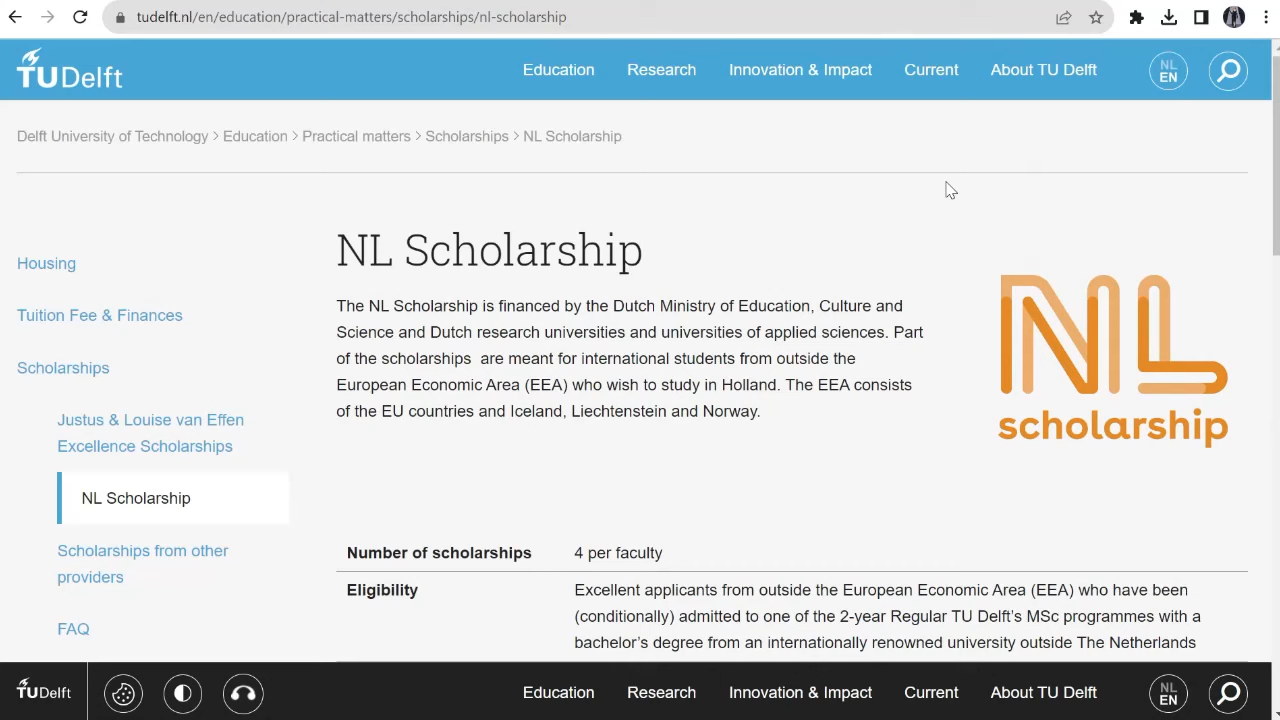 tudelft.nl/en/education/practical-matters/scholarships/nl-scholarship
TUDelft
Education
Research
Innovation & Impact
Current
About TU Delft
NL
EN
Delft University of Technology > Education > Practical matters > Scholarships > NL Scholarship
Housing
Tuition Fee & Finances
Scholarships
Justus & Louise van Effen
Excellence Scholarships
NL Scholarship
Scholarships from other
providers
FAQ
NL Scholarship
The NL Scholarship is financed by the Dutch Ministry of Education, Culture and
Science and Dutch research universities and universities of applied sciences. Part
of the scholarships are meant for international students from outside the
European Economic Area (EEA) who wish to study in Holland. The EEA consists
of the EU countries and Iceland, Liechtenstein and Norway.
NL
scholarship
Number of scholarships
4 per faculty
Eligibility
Excellent applicants from outside the European Economic Area (EEA) who have been
(conditionally) admitted to one of the 2-year Regular TU Delft's MSc programmes with a
bachelor's degree from an internationally renowned university outside The Netherlands
TUDelft
Education
Research
Innovation & Impact
Current
About TU Delft
NL
EN